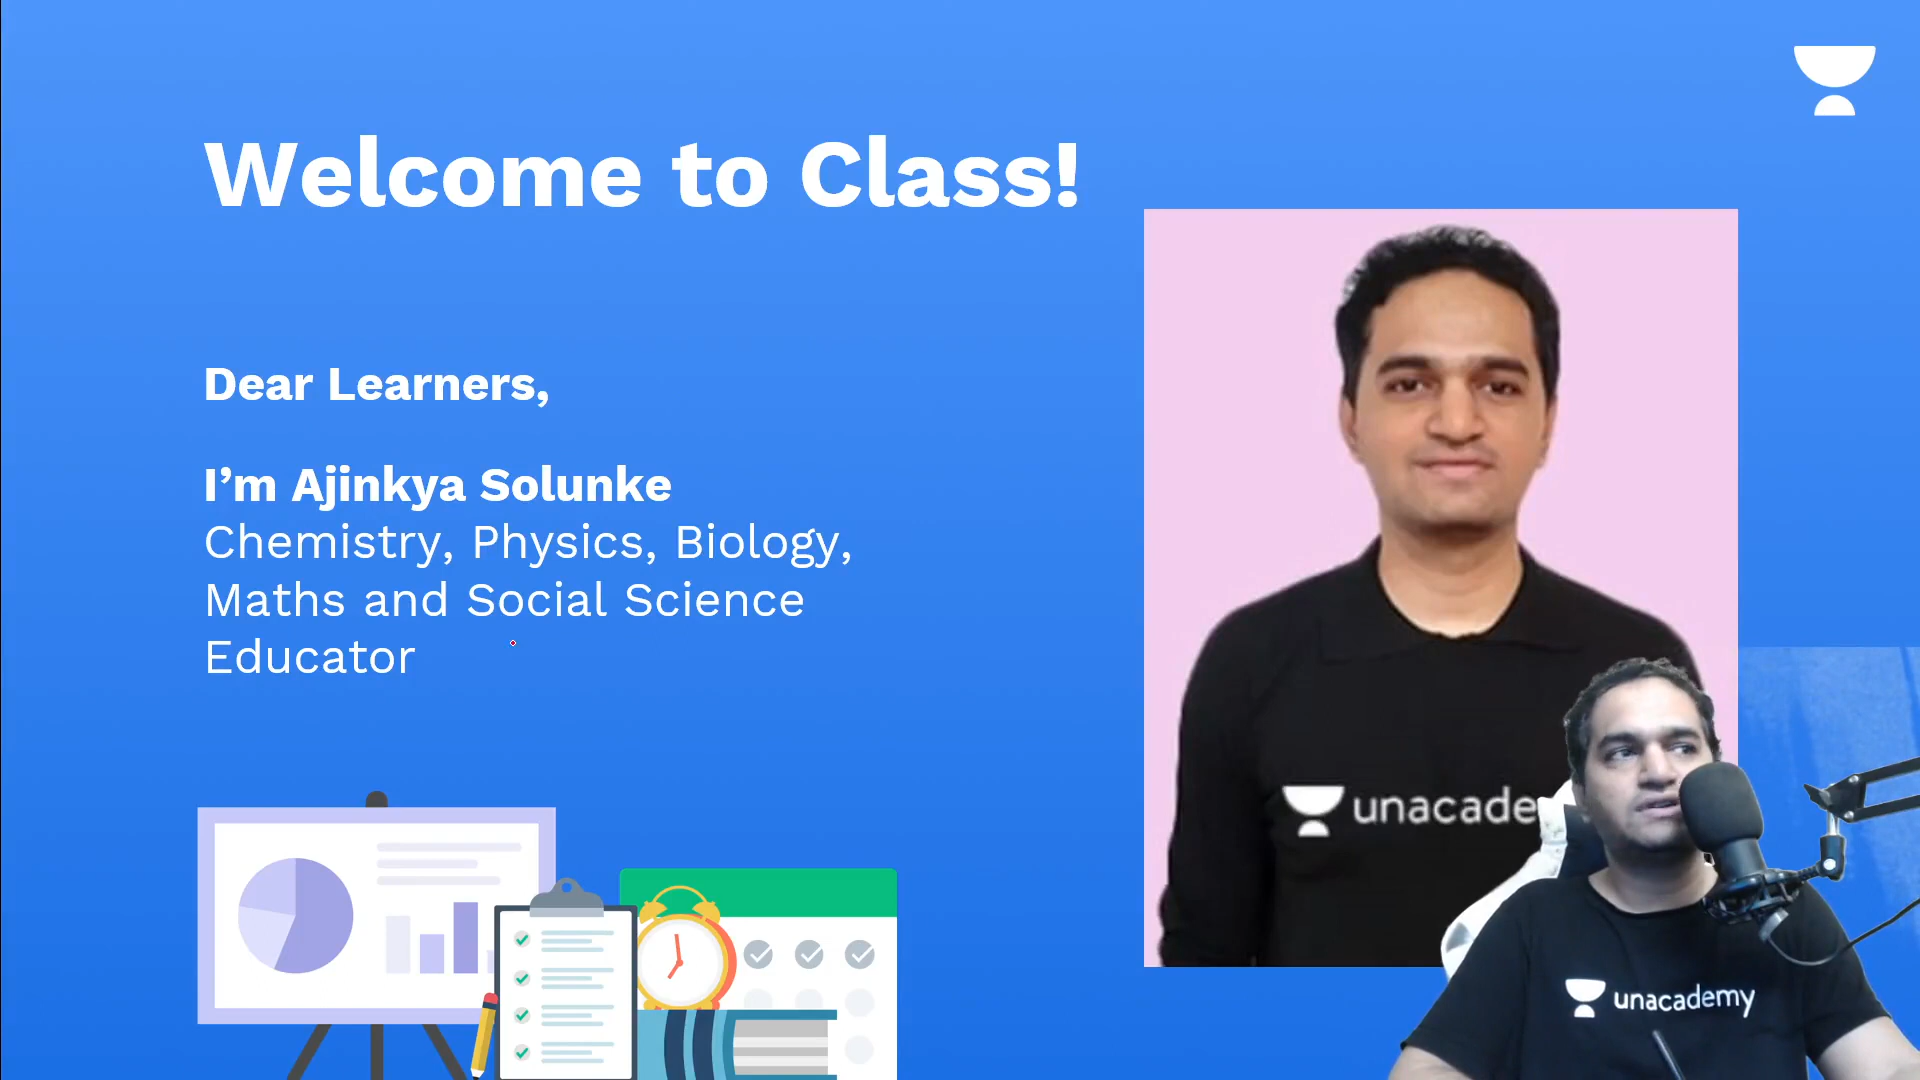 Welcome to Class!
Dear Learners,
I’m Ajinkya Solunke
Chemistry, Physics, Biology,
Maths and Social Science
Educator
unacade
unacademy